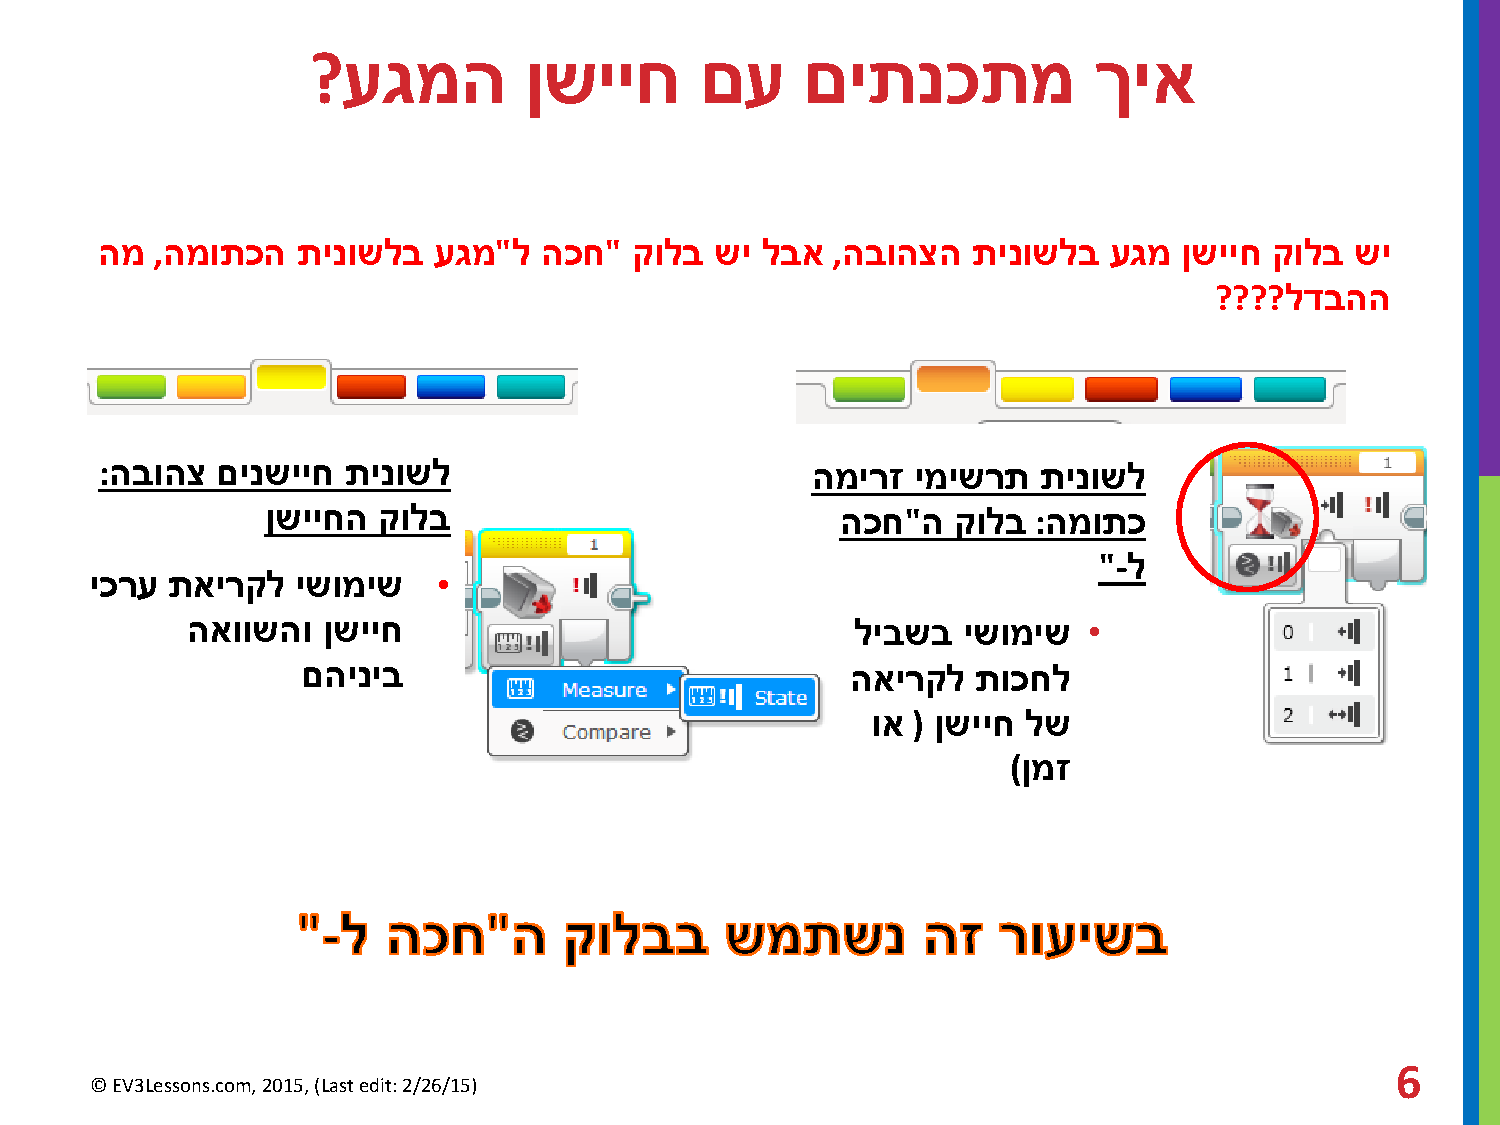 איך מתכנתים עם חיישן המגע?
יש בלוק חיישן מגע בלשונית הצהובה, אבל יש בלוק "חכה ל"מגע בלשונית הכתומה, מה הם
ההבדל????
לשונית תרשימי זרימה
כתומה: בלוק ה"חכה
ל-"
• שימושי בשביל
לחכות לקריאה
של חיישן ( או
זמן)
1
0
1
2
לשונית חיישנים צהובה:
בלוק החיישן
• שימושי לקריאת ערכי
חיישן והשוואה
ביניהם
1
Measure
State
Compare
בשיעור זה נשתמש בבלוק ה"חכה ל-"
© EV3Lessons.com, 2015, (Last edit: 2/26/15)
6